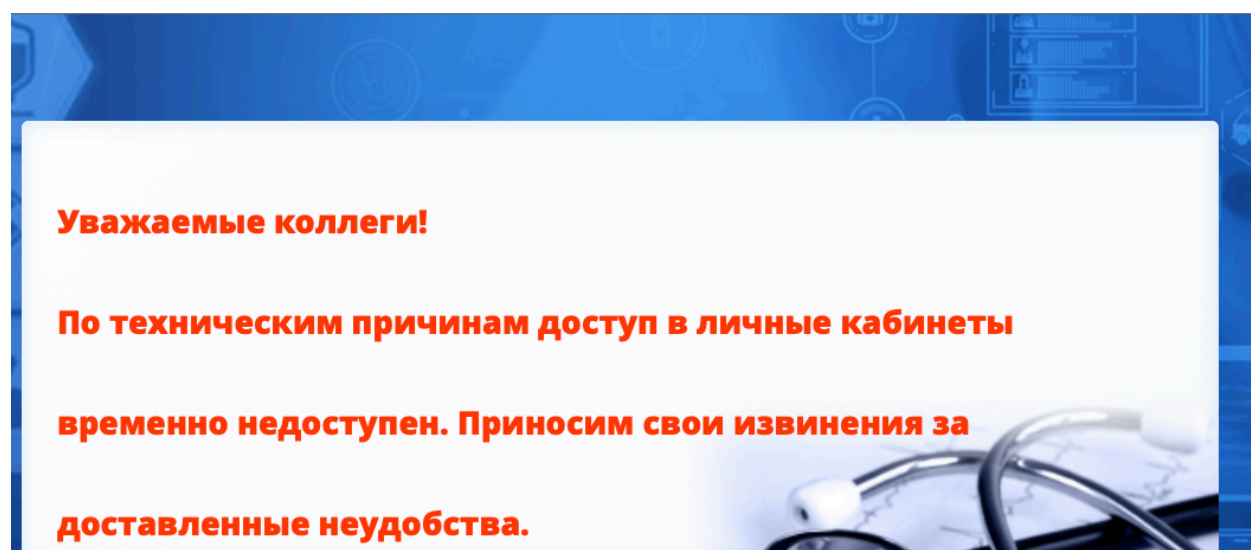 Уважаемые коллеги!
По техническим причинам доступ в личные кабинеты
временно недоступен. Приносим свои извинения за
доставленные неудобства.